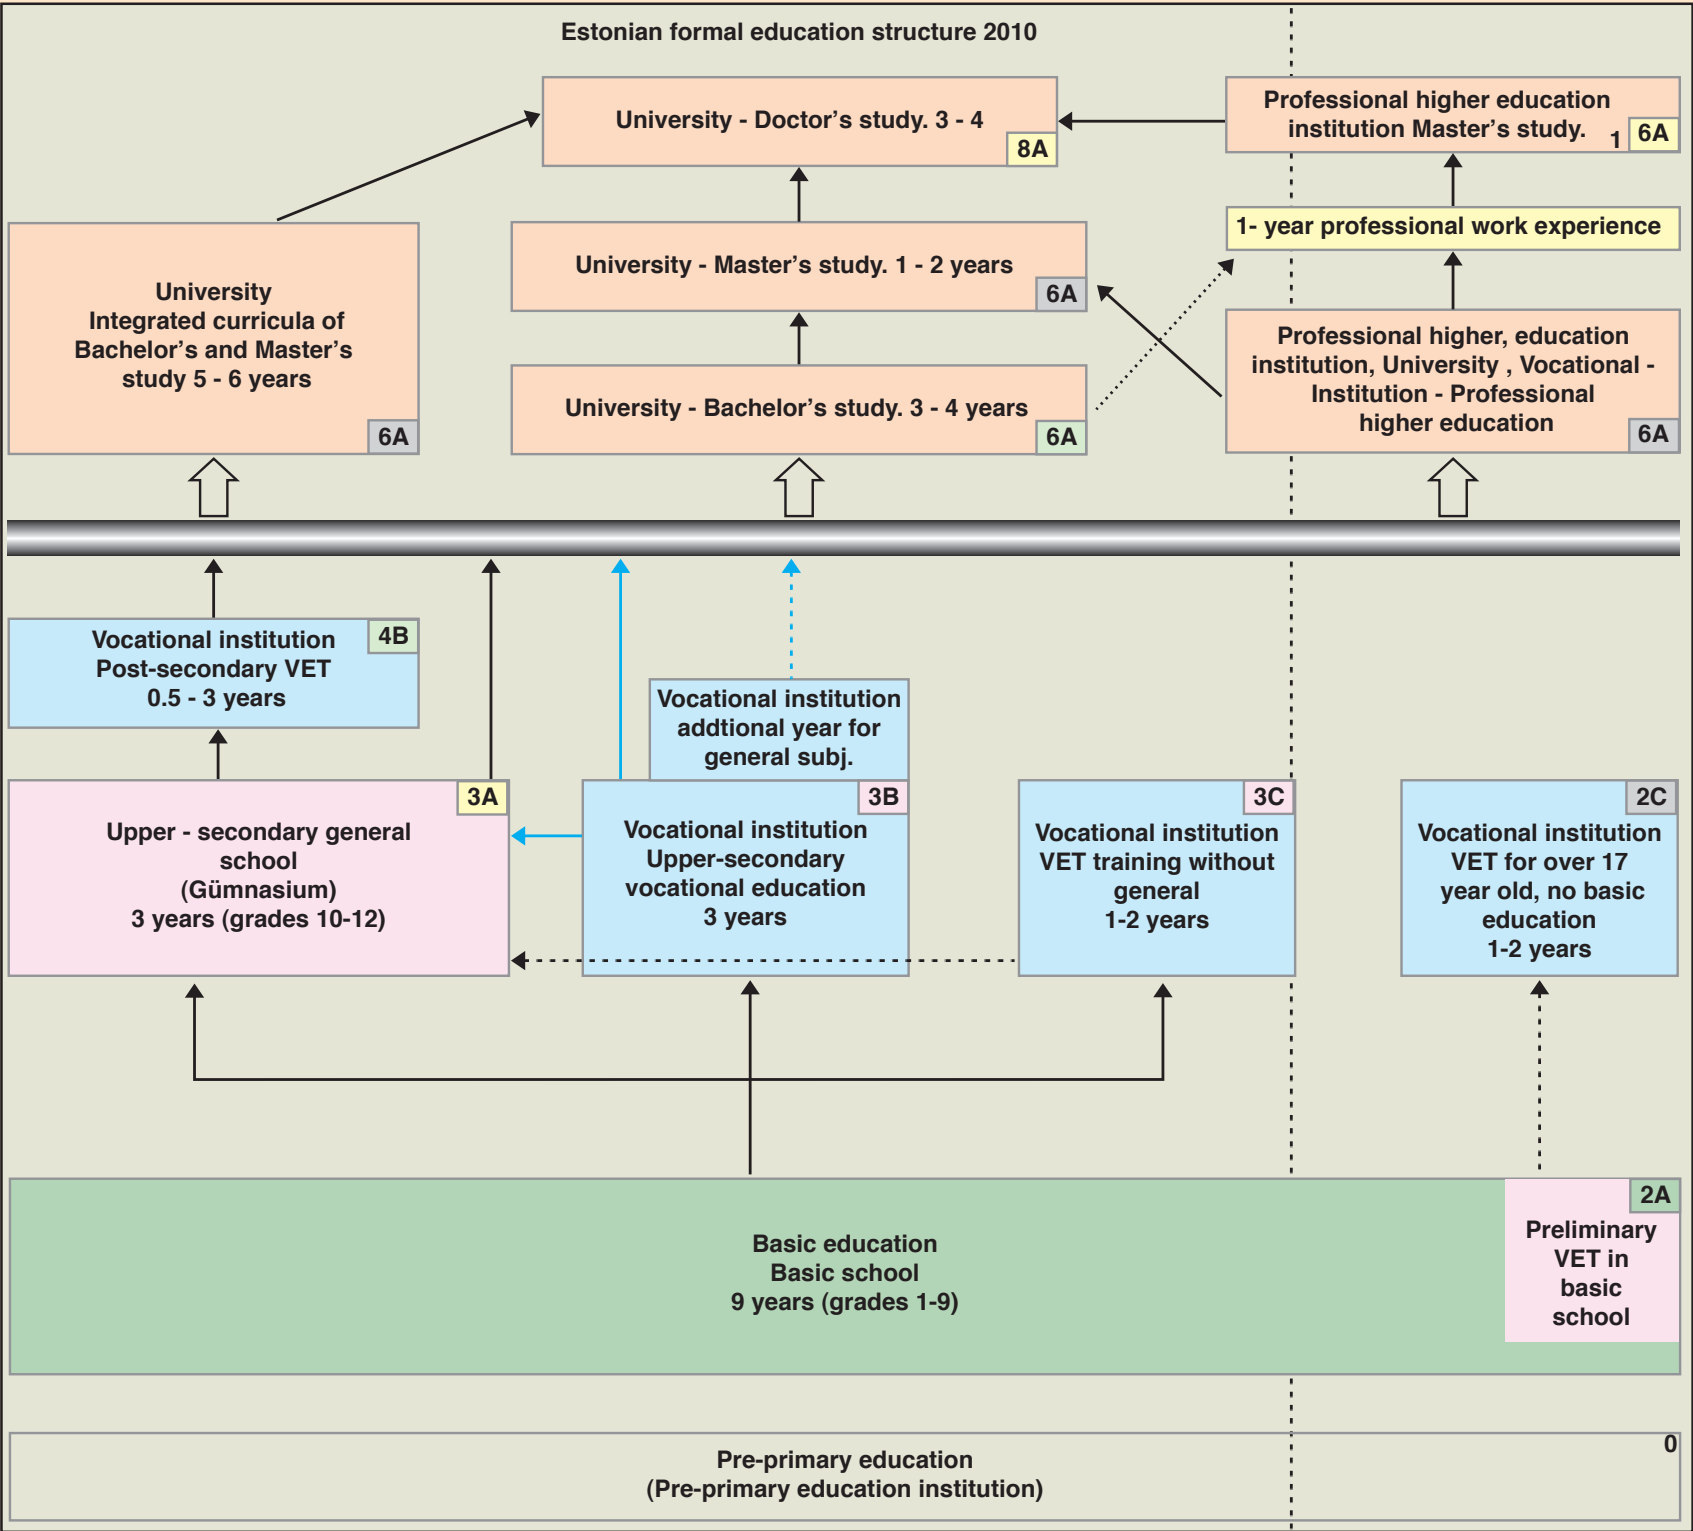 Estonian formal education structure 2010
University - Doctor's study. 3 - 4
8A
Professional higher education
institution Master's study.
1
6A
1- year professional work experience
University
Integrated curricula of
Bachelor's and Master's
study 5 - 6 years
6A
University - Master's study. 1 - 2 years
6A
University - Bachelor's study. 3 - 4 years
6A
Professional higher, education
institution, University , Vocational -
Institution - Professional
higher education
6A
Vocational institution
Post-secondary VET
0.5 - 3 years
4B
Vocational institution
addtional year for
general subj.
3A
Upper - secondary general
school
(Gümnasium)
3 years (grades 10-12)
3B
Vocational institution
Upper-secondary
vocational education
3 years
3C
Vocational institution
VET training without
general
1-2 years
2C
Vocational institution
VET for over 17
year old, no basic
education
1-2 years
Basic education
Basic school
9 years (grades 1-9)
2A
Preliminary
VET in
basic
school
0
Pre-primary education
(Pre-primary education institution)